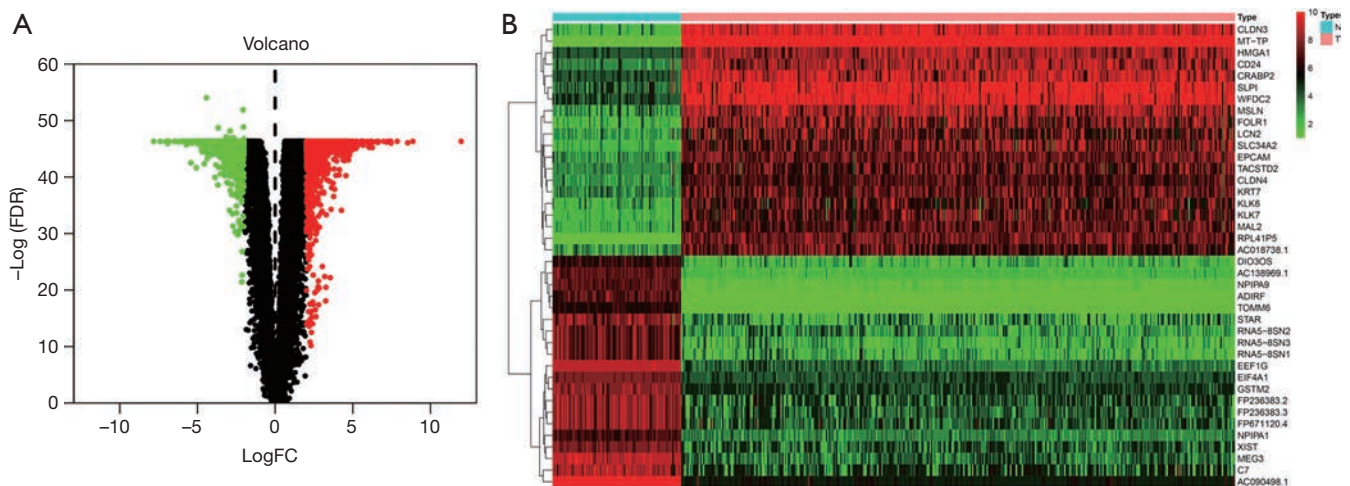 A
Volcano
60
50
40
30
20
10
0
−Log (FDR)
−10
−5
0
5
10
LogFC
B
Type
CLDN3
MT−TP
HMGA1
CD24
CRABP2
SLPI
WFDC2
MSLN
FOLR1
LCN2
SLC34A2
EPCAM
TACSTD2
CLDN4
KRT7
KLK6
KLK7
MAL2
RPL41P5
AC018738.1
DIO3OS
AC138969.1
NPIPA9
ADIRF
TOMM6
STAR
RNA5−8SN2
RNA5−8SN3
RNA5−8SN1
EEF1G
EIF4A1
GSTM2
FP236383.2
FP236383.3
FP671120.4
NPIPA1
XIST
MEG3
C7
AC090498.1
10
8
6
4
2
Type
N
T